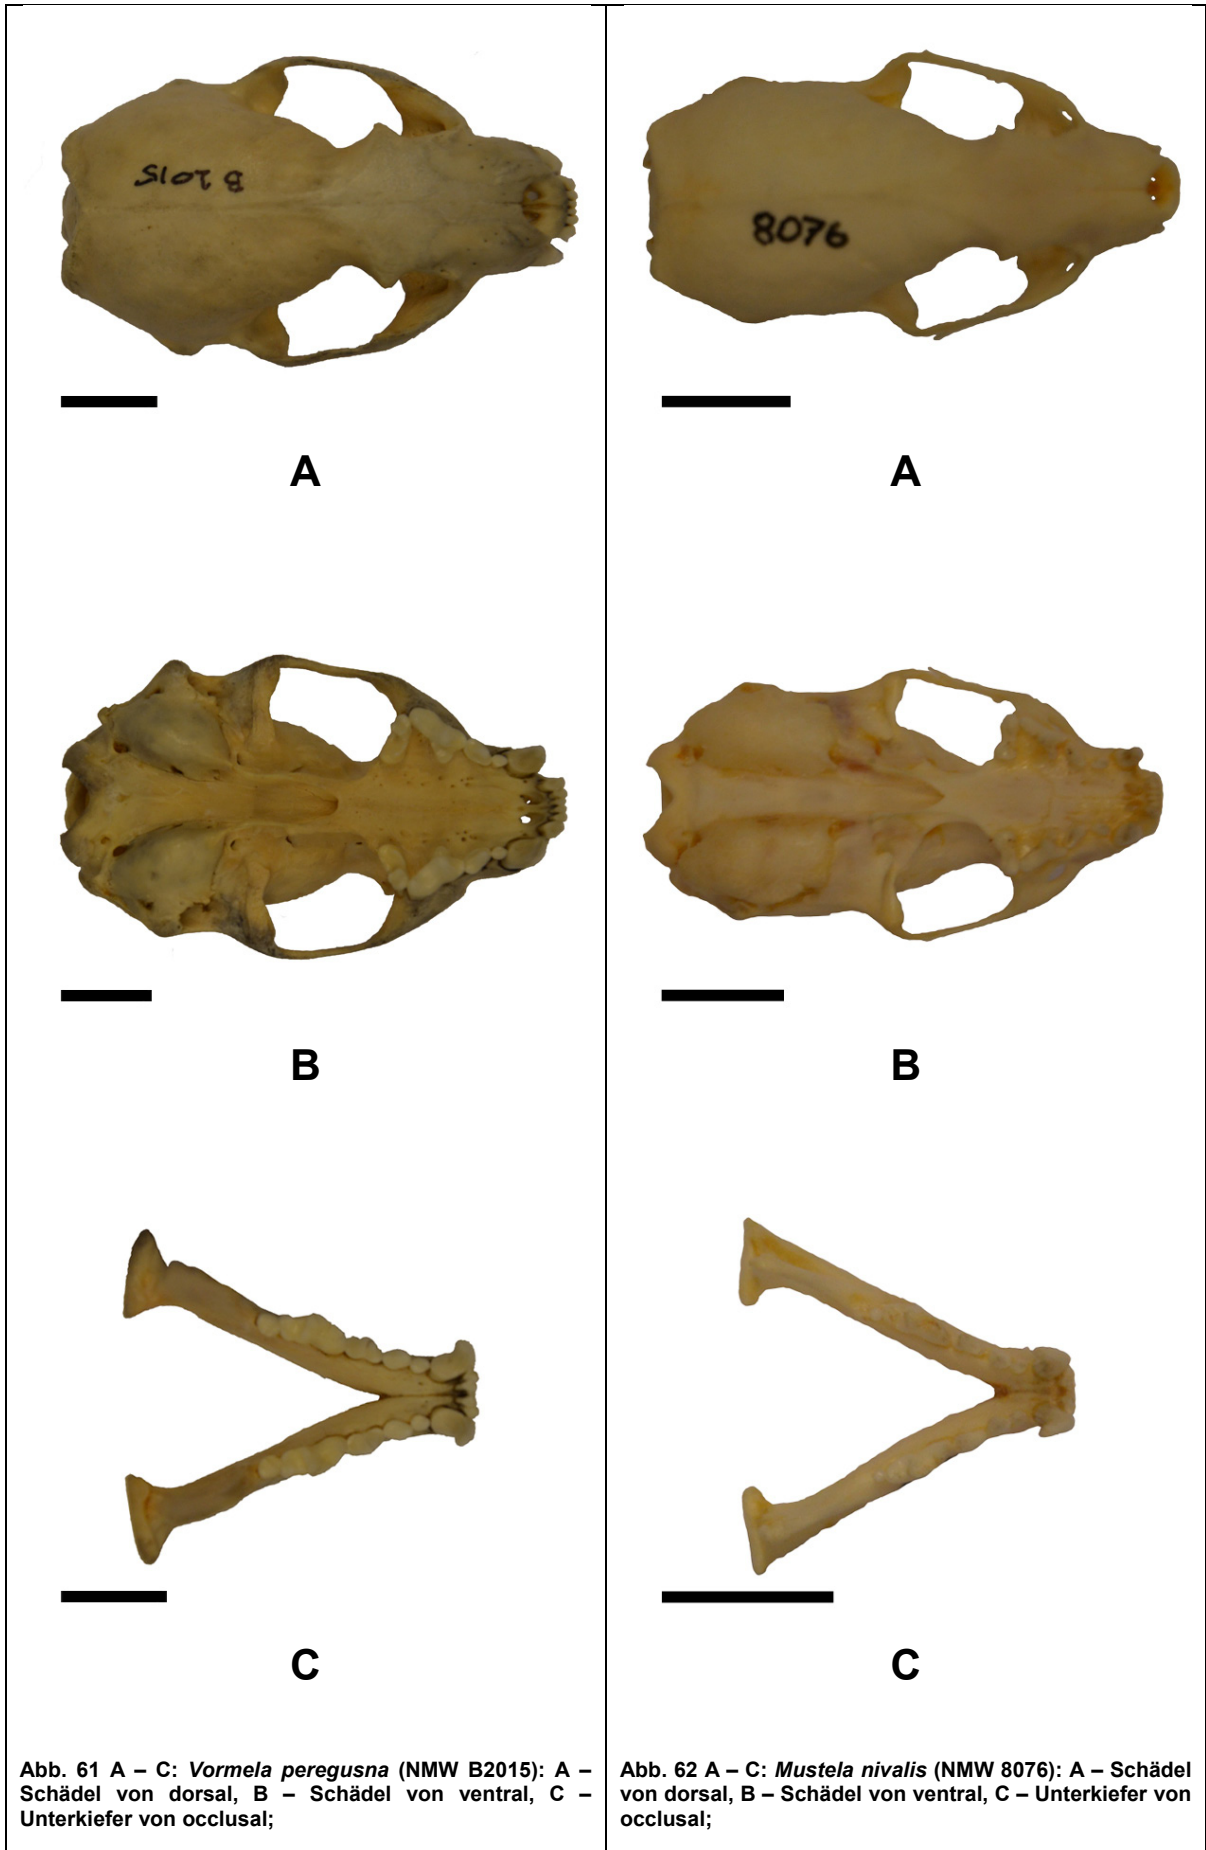 B 2015
A
B
C
Abb. 61 A – C: Vormela peregusna (NMW B2015): A –
Schädel von dorsal, B – Schädel von ventral, C –
Unterkiefer von occlusal;
8076
A
B
C
Abb. 62 A – C: Mustela nivalis (NMW 8076): A – Schädel
von dorsal, B – Schädel von ventral, C – Unterkiefer von
occlusal;